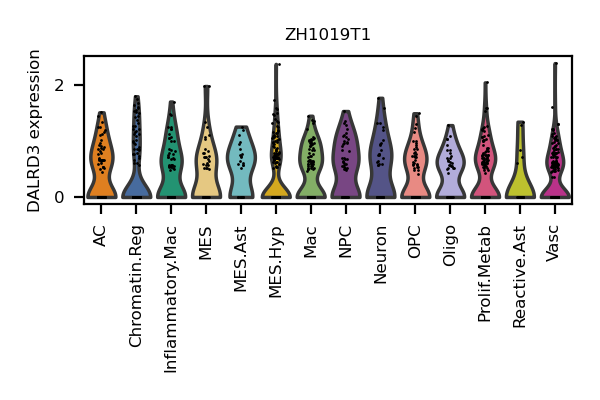 ZH1019T1
DALRD3 expression
2
0
AC
Chromatin.Reg
Inflammatory.Mac
MES
MES.Ast
MES.Hyp
Mac
NPC
Neuron
OPC
Oligo
Prolif.Metab
Reactive.Ast
Vasc